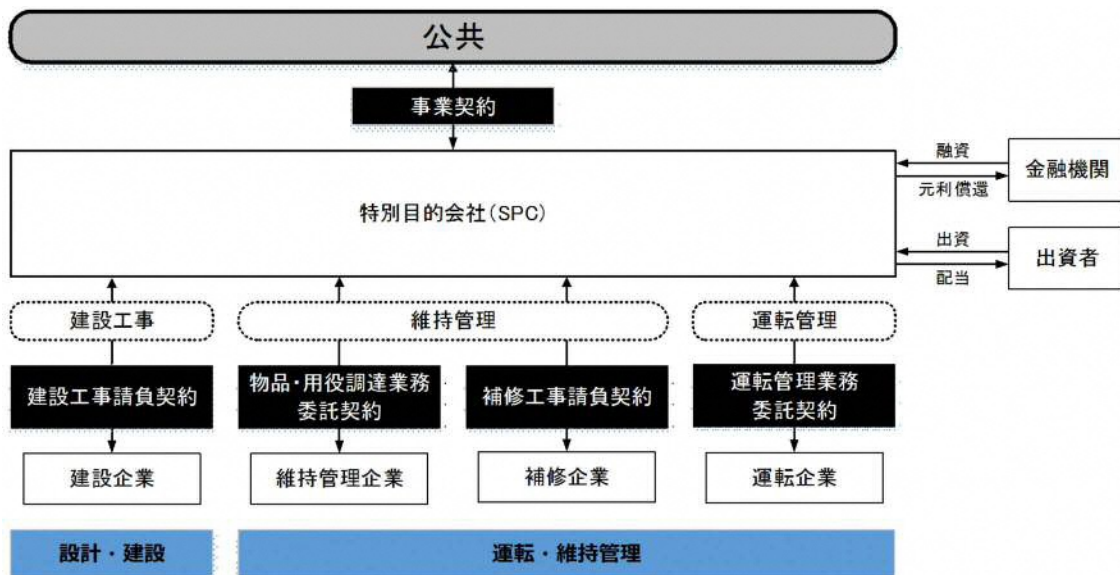 公共
事業契約
特別目的会社(SPC)
融資
元利償還
金融機関
出資
配当
出資者
建設工事
維持管理
運転管理
建設工事請負契約
物品・用役調達業務
委託契約
補修工事請負契約
運転管理業務
委託契約
建設企業
維持管理企業
補修企業
運転企業
設計・建設
運転・維持管理